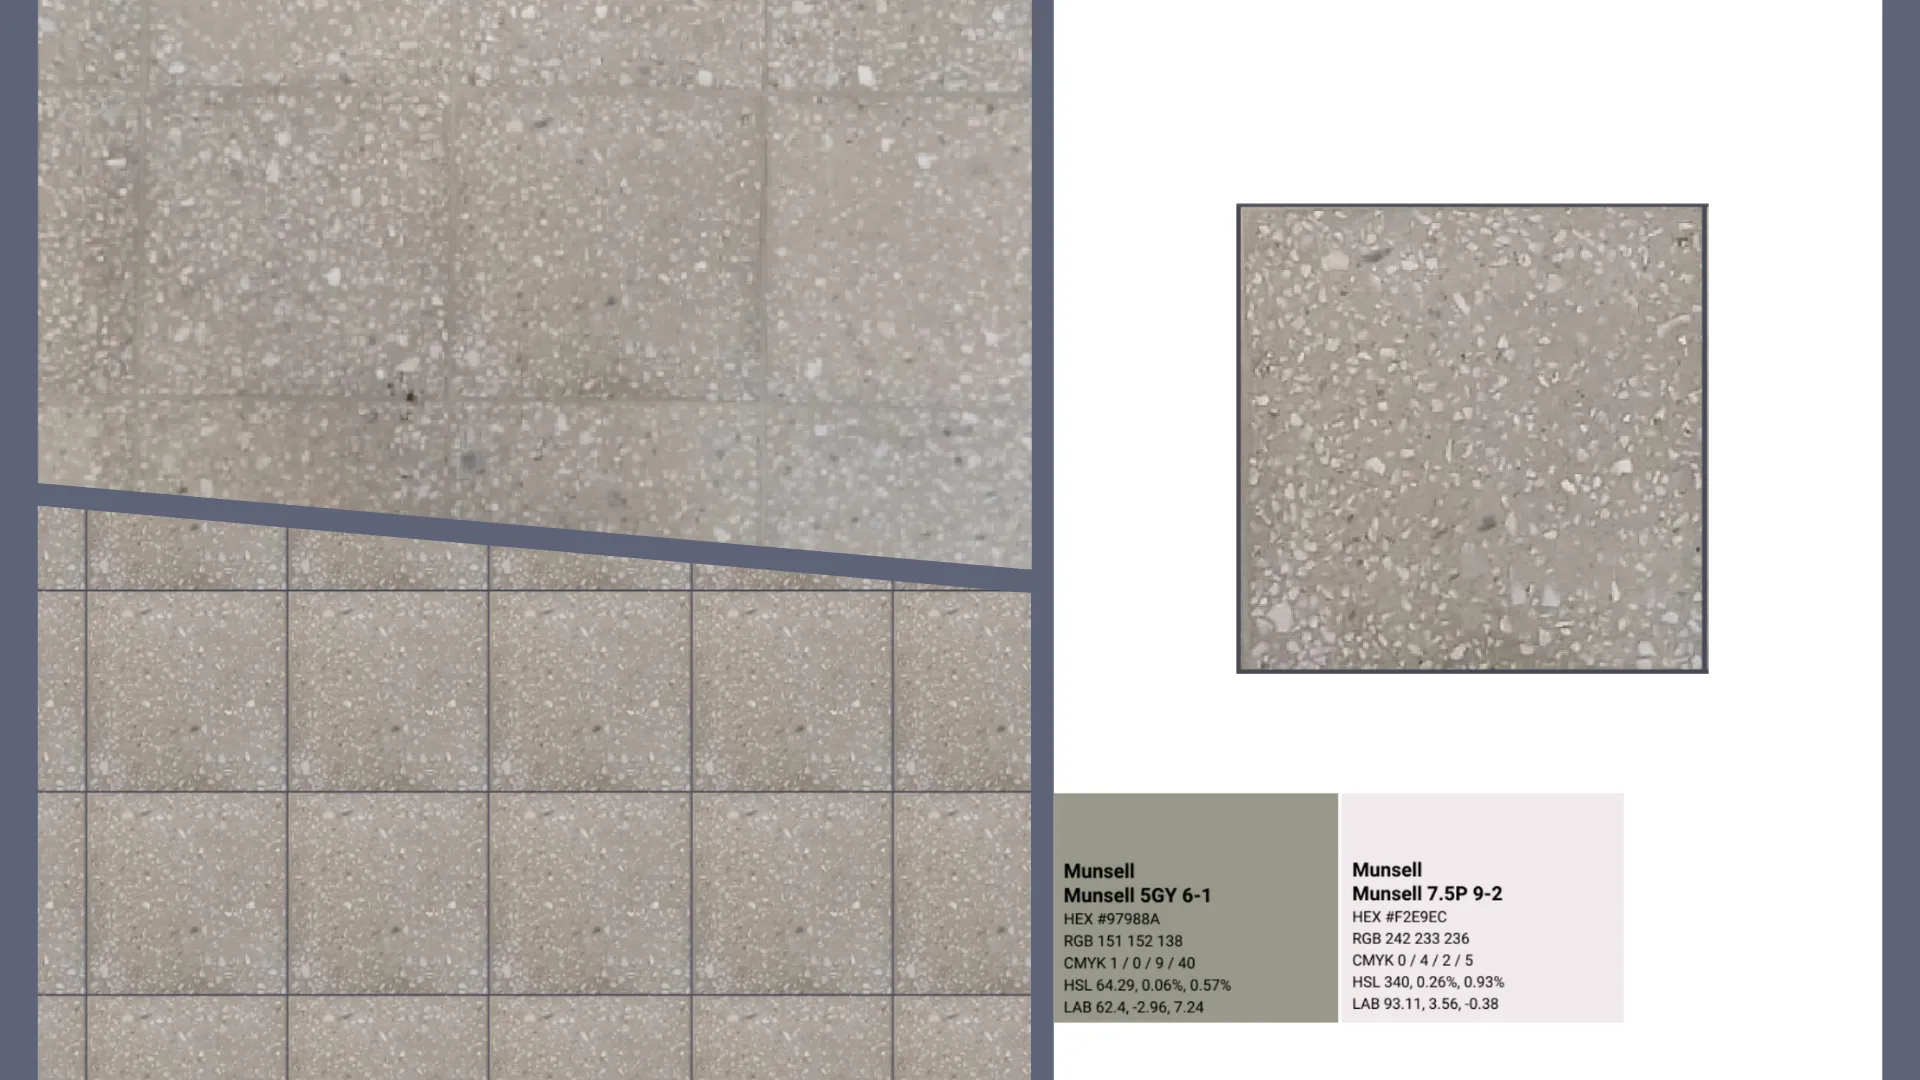 Munsell
Munsell 5GY 6-1
HEX #97988A
RGB 151 152 138
CMYK 1 / 0 / 9 / 40
HSL 64.29, 0.06%, 0.57%
LAB 62.4, -2.96, 7.24
Munsell
Munsell 7.5P 9-2
HEX #F2E9EC
RGB 242 233 236
CMYK 0 / 4 / 2 / 5
HSL 340, 0.26%, 0.93%
LAB 93.11, 3.56, -0.38